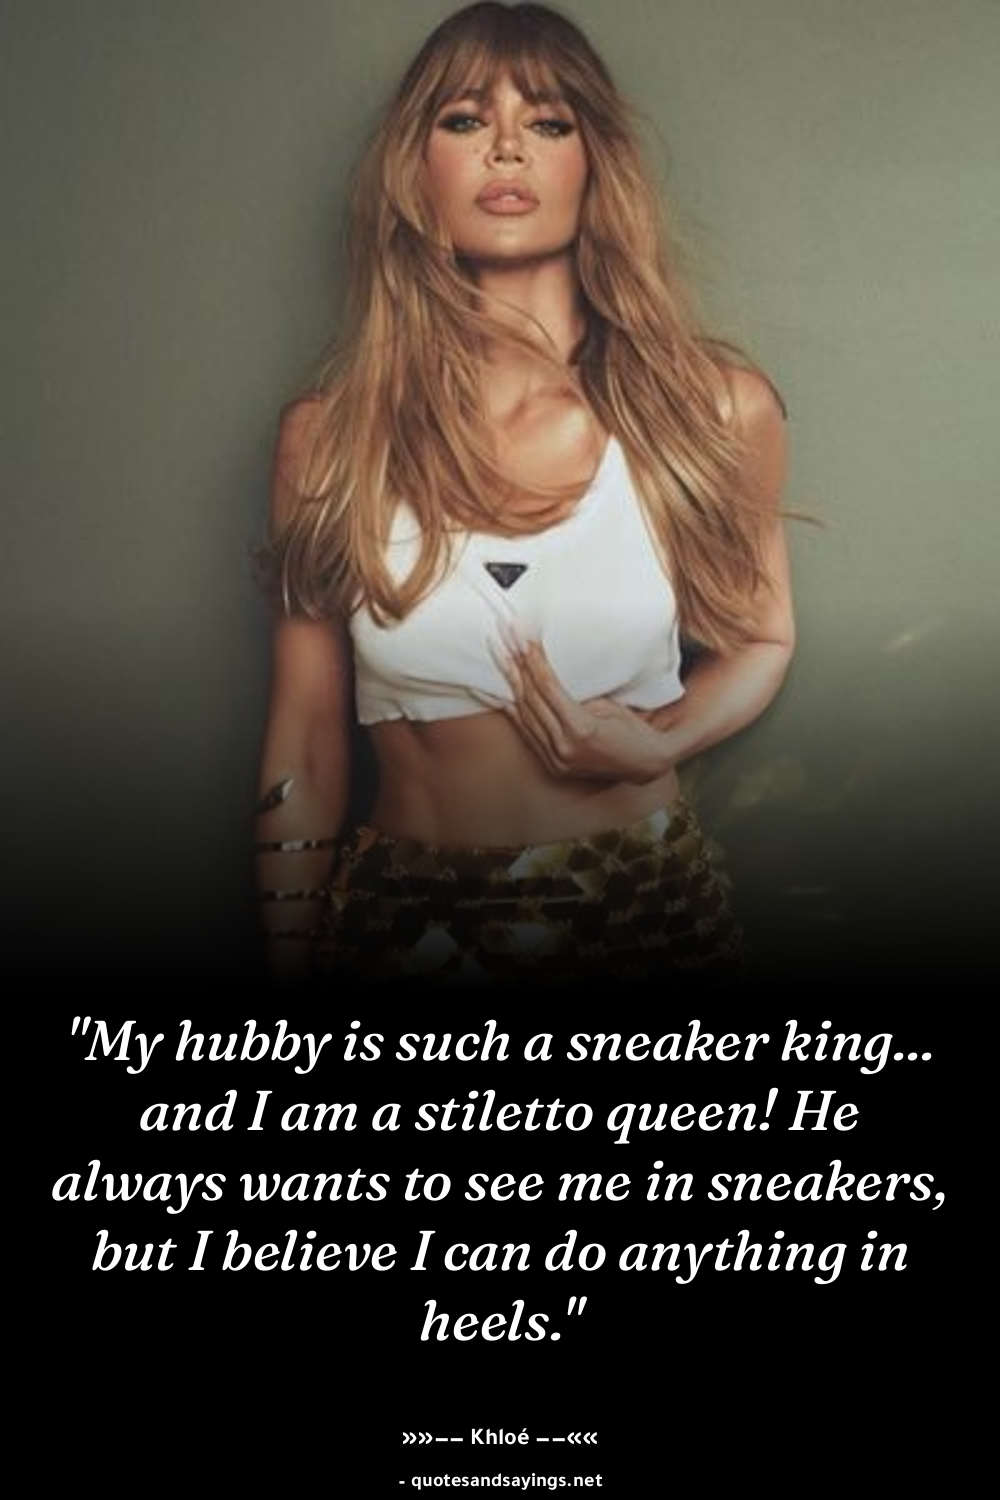 "My hubby is such a sneaker king...
and I am a stiletto queen! He
always wants to see me in sneakers,
but I believe I can do anything in
heels."
»»–– Khloé ––««
- quotesandsayings.net